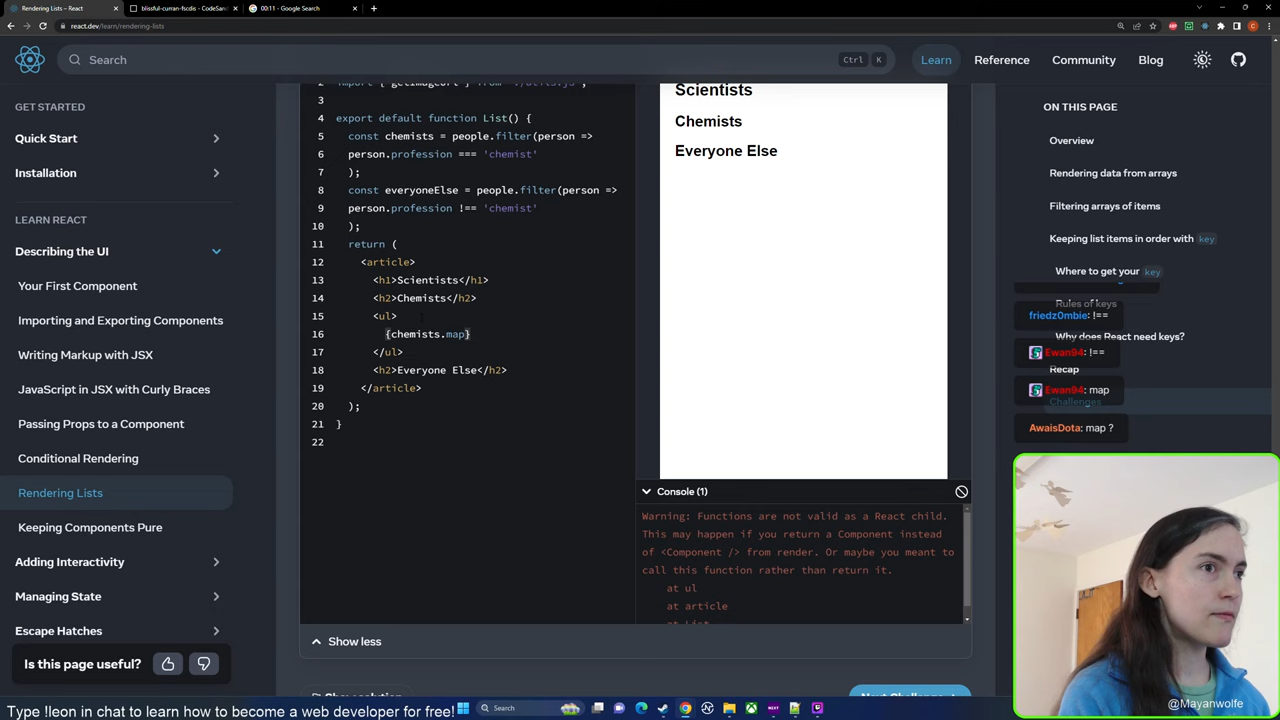 Rendering Lists – React
blissful-curran-fscdis - CodeSand
00:11 - Google Search
react.dev/learn/rendering-lists
Search
Ctrl K
Learn
Reference
Community
Blog
GET STARTED
Quick Start
Installation
LEARN REACT
Describing the UI
Your First Component
Importing and Exporting Components
Writing Markup with JSX
JavaScript in JSX with Curly Braces
Passing Props to a Component
Conditional Rendering
Rendering Lists
Keeping Components Pure
Adding Interactivity
Managing State
Escape Hatches
Is this page useful?
3
4 export default function List() {
5 const chemists = people.filter(person =>
6 person.profession === 'chemist'
7 );
8 const everyoneElse = people.filter(person =>
9 person.profession !== 'chemist'
10 );
11 return (
12 <article>
13 <h1>Scientists</h1>
14 <h2>Chemists</h2>
15 <ul>
16 {chemists.map}
17 </ul>
18 <h2>Everyone Else</h2>
19 </article>
20 );
21 }
22
Show less
Scientists
Chemists
Everyone Else
Console (1)
Warning: Functions are not valid as a React child.
This may happen if you return a Component instead
of <Component /> from render. Or maybe you meant to
call this function rather than return it.
at ul
at article
Next Challenge
ON THIS PAGE
Overview
Rendering data from arrays
Filtering arrays of items
Keeping list items in order with key
Where to get your key
Rules of keys
friedz0mbie: !==
Why does React need keys?
Ewan94: !==
Recap
Ewan94: map
Challenges
AwaisDota: map ?
@Mayanwolfe
Type !leon in chat to learn how to become a web developer for free!
Search